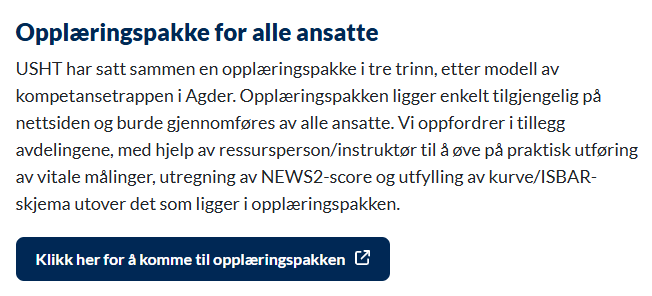 Opplæringspakke for alle ansatte
USHT har satt sammen en opplæringspakke i tre trinn, etter modell av
kompetansetrappen i Agder. Opplæringspakken ligger enkelt tilgjengelig på
nettsiden og burde gjennomføres av alle ansatte. Vi oppfordrer i tillegg
avdelingene, med hjelp av ressursperson/instruktør til å øve på praktisk utføring
av vitale målinger, utregning av NEWS2-score og utfylling av kurve/ISBAR-
skjema utover det som ligger i opplæringspakken.
Klikk her for å komme til opplæringspakken